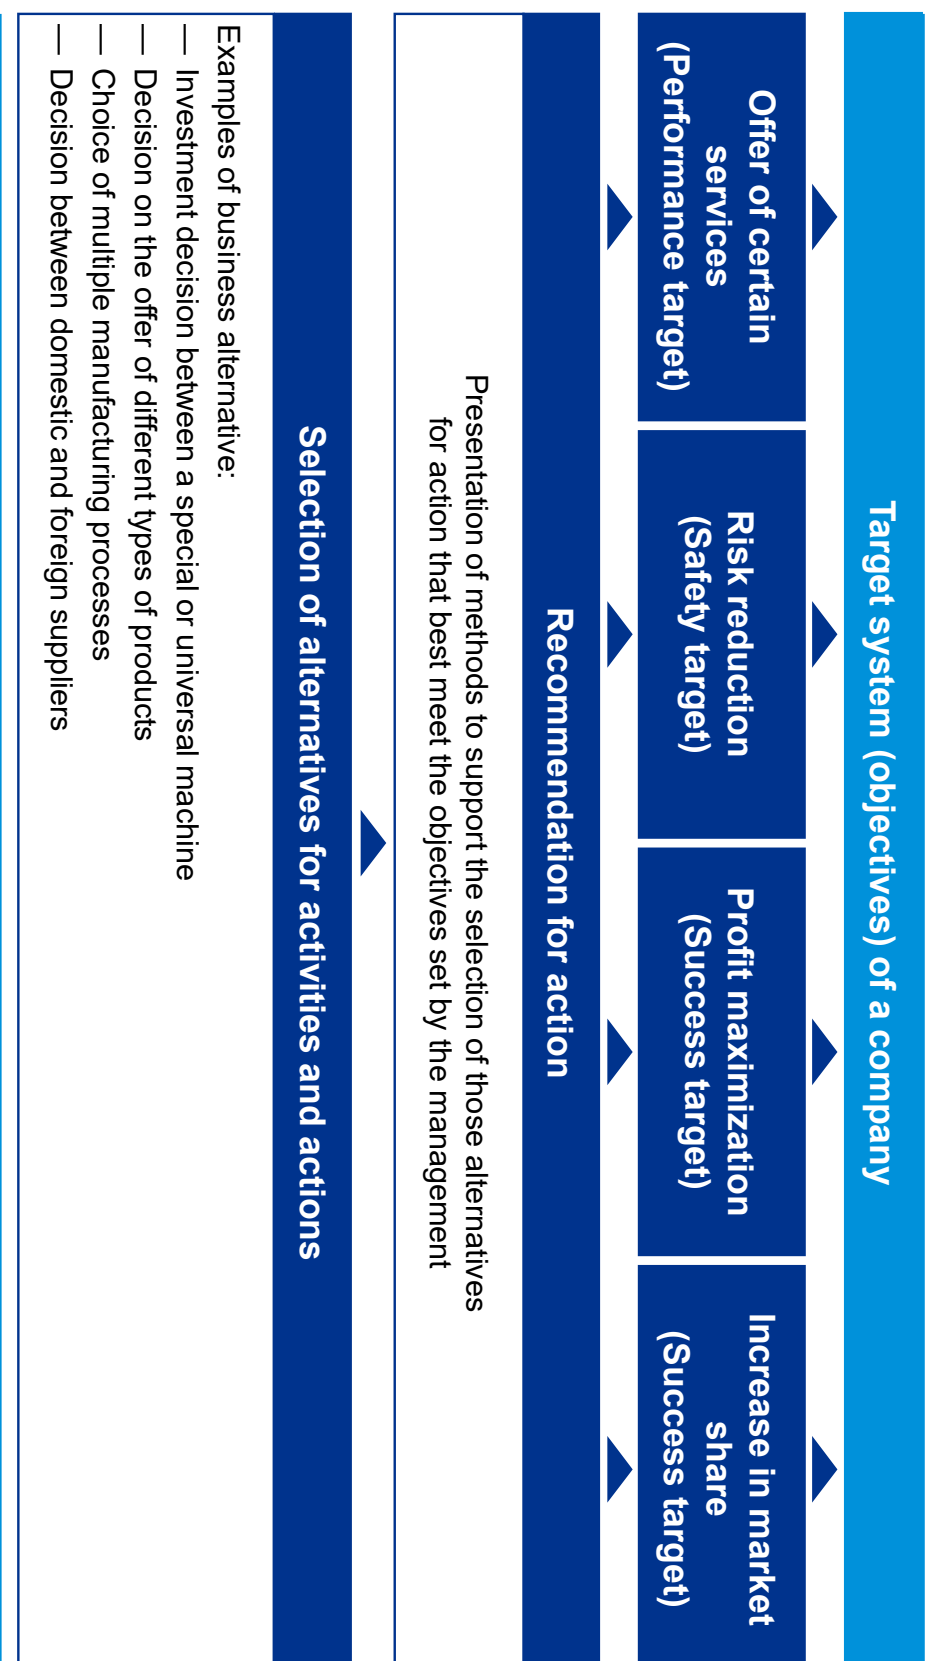 Target system (objectives) of a company
Offer of certain
services
(Performance target)
Risk reduction
(Safety target)
Profit maximization
(Success target)
Increase in market
share
(Success target)
Recommendation for action
Presentation of methods to support the selection of those alternatives
for action that best meet the objectives set by the management
Selection of alternatives for activities and actions
Examples of business alternative:
— Investment decision between a special or universal machine
— Decision on the offer of different types of products
— Choice of multiple manufacturing processes
— Decision between domestic and foreign suppliers